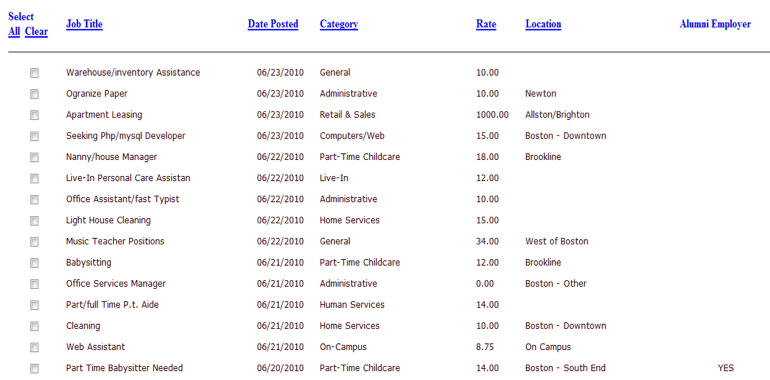 Select
All Clear Job Title Date Posted Category Rate Location Alumni Employer
Warehouse/inventory Assistance 06/23/2010 General 10.00
Ogranize Paper 06/23/2010 Administrative 10.00 Newton
Apartment Leasing 06/23/2010 Retail & Sales 1000.00 Allston/Brighton
Seeking Php/mysql Developer 06/23/2010 Computers/Web 15.00 Boston - Downtown
Nanny/house Manager 06/22/2010 Part-Time Childcare 18.00 Brookline
Live-In Personal Care Assistan 06/22/2010 Live-In 12.00
Office Assistant/fast Typist 06/22/2010 Administrative 10.00
Light House Cleaning 06/22/2010 Home Services 15.00
Music Teacher Positions 06/22/2010 General 34.00 West of Boston
Babysitting 06/21/2010 Part-Time Childcare 12.00 Brookline
Office Services Manager 06/21/2010 Administrative 0.00 Boston - Other
Part/full Time P.t. Aide 06/21/2010 Human Services 14.00
Cleaning 06/21/2010 Home Services 10.00 Boston - Downtown
Web Assistant 06/21/2010 On-Campus 8.75 On Campus
Part Time Babysitter Needed 06/20/2010 Part-Time Childcare 14.00 Boston - South End YES